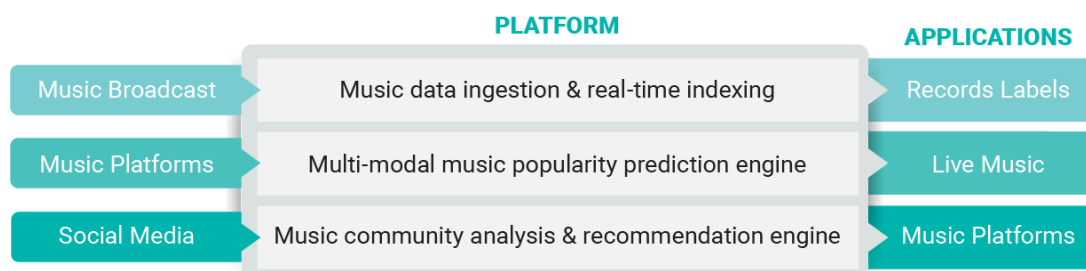 PLATFORM
APPLICATIONS
Music Broadcast
Music data ingestion & real-time indexing
Records Labels
Music Platforms
Multi-modal music popularity prediction engine
Live Music
Social Media
Music community analysis & recommendation engine
Music Platforms